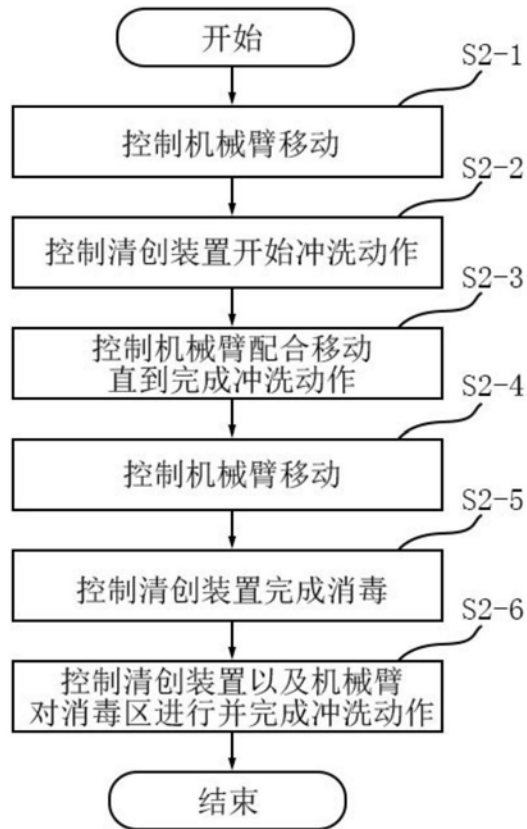 开始
S2-1
控制机械臂移动
S2-2
控制清创装置开始冲洗动作
S2-3
控制机械臂配合移动
直到完成冲洗动作
S2-4
控制机械臂移动
S2-5
控制清创装置完成消毒
S2-6
控制清创装置以及机械臂
对消毒区进行并完成冲洗动作
结束